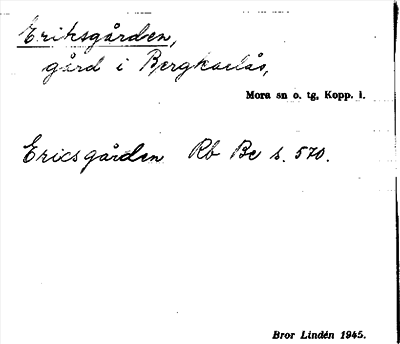 Eriksgården,
gård i Bergkarlås,
Mora sn o. tg, Kopp. l.
Ericsgården Rb Be s. 570.
Bror Lindén 1945.